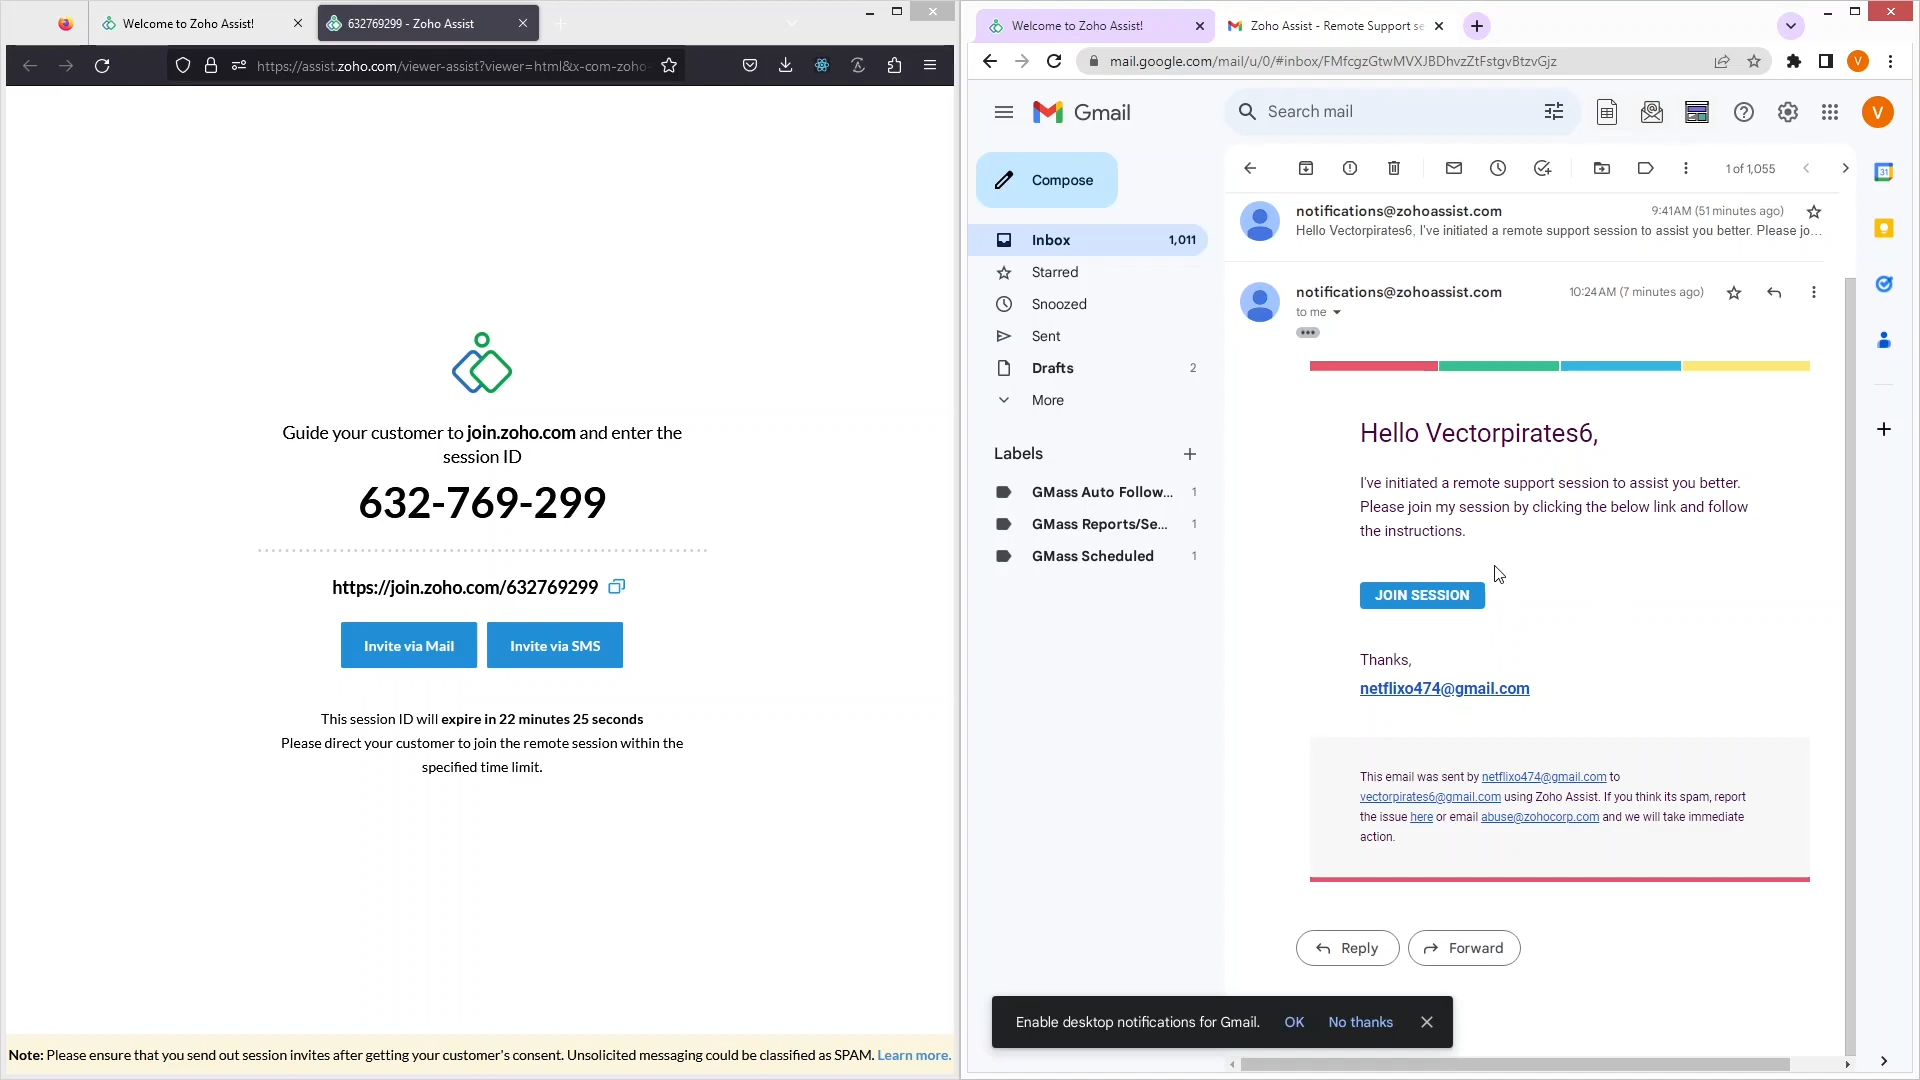 Welcome to Zoho Assist!
632769299 - Zoho Assist
https://assist.zoho.com/viewer-assist?viewer=html&x-com-zoho-
Guide your customer to join.zoho.com and enter the
session ID
632-769-299
https://join.zoho.com/632769299
Invite via Mail
Invite via SMS
This session ID will expire in 22 minutes 25 seconds
Please direct your customer to join the remote session within the
specified time limit.
Note: Please ensure that you send out session invites after getting your customer's consent. Unsolicited messaging could be classified as SPAM. Learn more.
Welcome to Zoho Assist!
Zoho Assist - Remote Support se
V
mail.google.com/mail/u/0/#inbox/FMfcgzGtwMVXJBDhvzZtFstgvBtzvGjz
Gmail
Search mail
V
Compose
Inbox 1,011
Starred
Snoozed
Sent
Drafts 2
More
Labels
GMass Auto Follow... 1
GMass Reports/Se... 1
GMass Scheduled 1
1 of 1,055
31
notifications@zohoassist.com 9:41AM (51 minutes ago)
Hello Vectorpirates6, I've initiated a remote support session to assist you better. Please jo...
notifications@zohoassist.com 10:24AM (7 minutes ago)
to me
Hello Vectorpirates6,
I've initiated a remote support session to assist you better.
Please join my session by clicking the below link and follow
the instructions.
JOIN SESSION
Thanks,
netflixo474@gmail.com
This email was sent by netflixo474@gmail.com to
vectorpirates6@gmail.com using Zoho Assist. If you think its spam, report
the issue here or email abuse@zohocorp.com and we will take immediate
action.
Reply
Forward
Enable desktop notifications for Gmail. OK No thanks